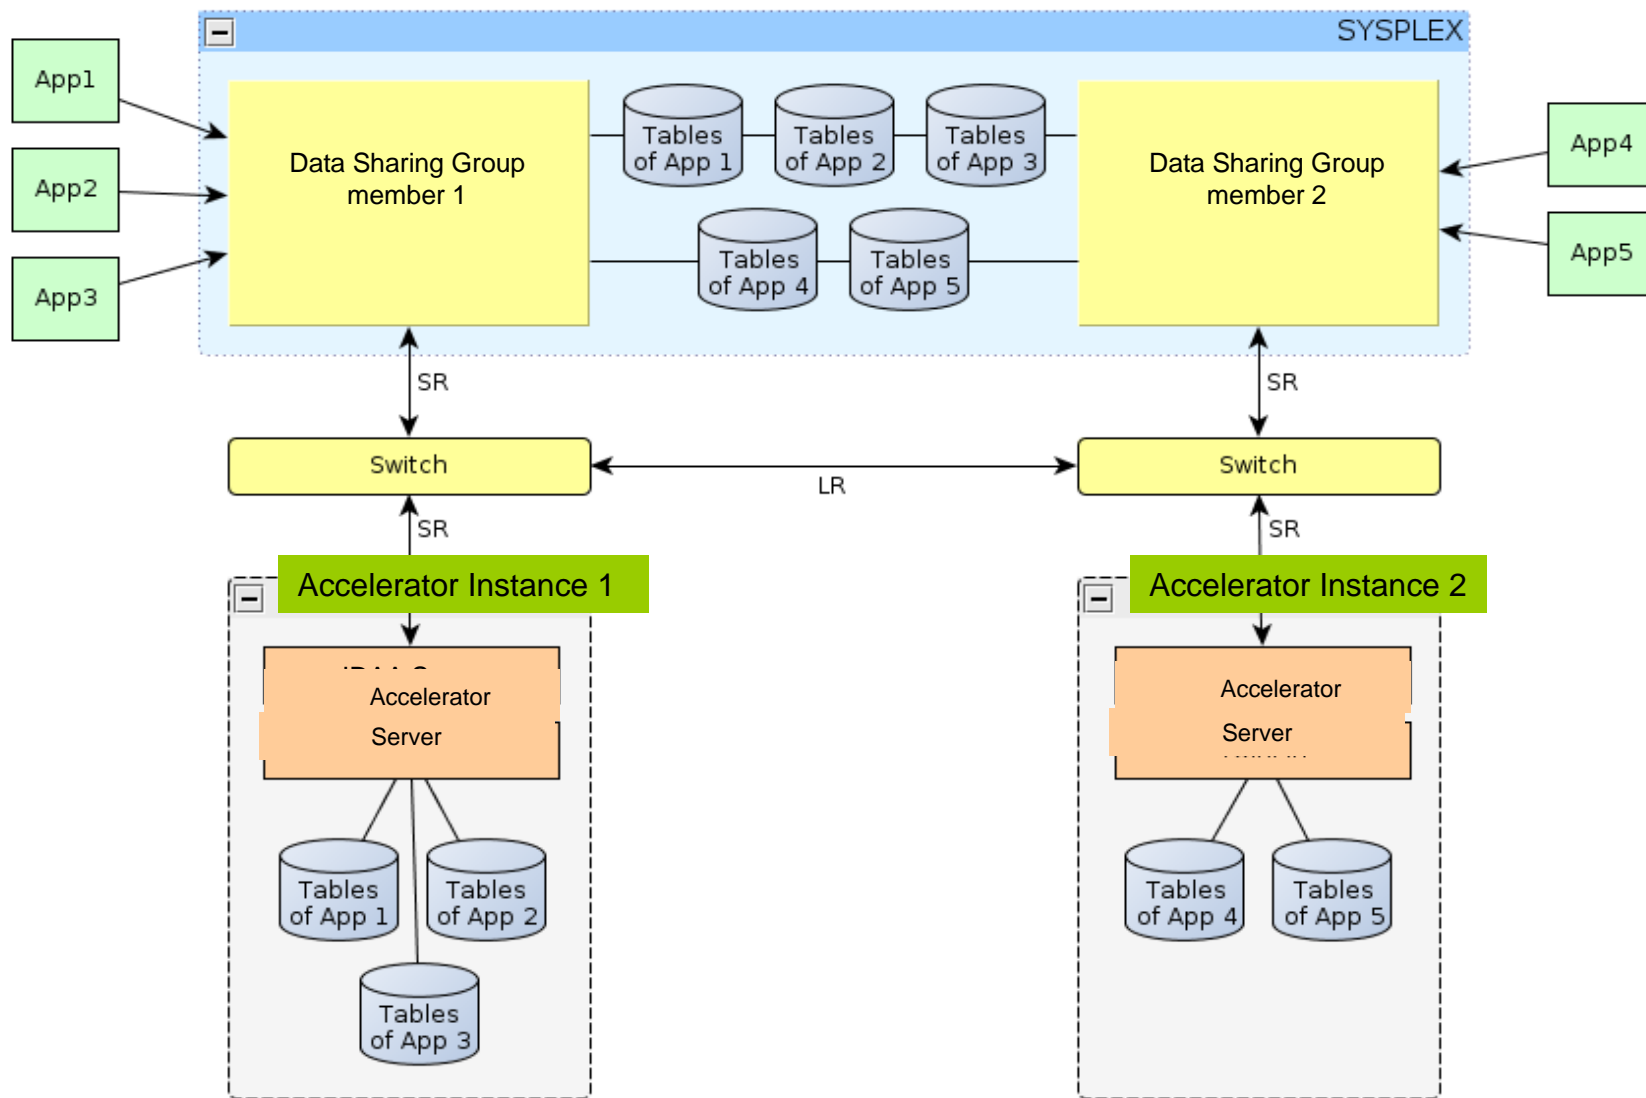 SYSPLEX
App1
App2
App3
Data Sharing Group
member 1
Tables
of App 1
Tables
of App 2
Tables
of App 3
Tables
of App 4
Tables
of App 5
Data Sharing Group
member 2
App4
App5
SR
SR
Switch
LR
Switch
SR
SR
Accelerator Instance 1
Accelerator Instance 2
Accelerator
Server
Accelerator
Server
Tables
of App 1
Tables
of App 2
Tables
of App 3
Tables
of App 4
Tables
of App 5